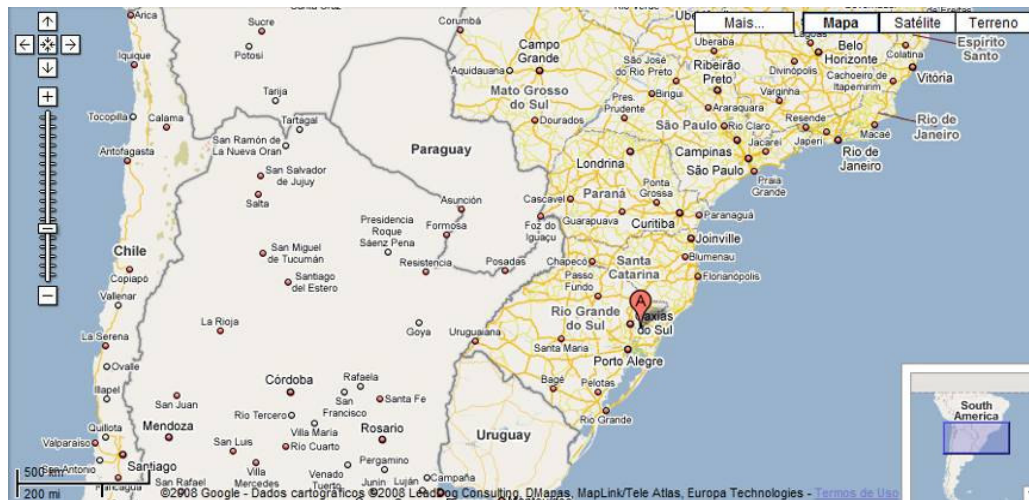 Arica
Sucre
Corumbá
Uberaba
Mais...
Mapa
Satélite
Terreno
Potosi
Iquique
Campo
Grande
Aquidauana
São José
do Rio Preto
Ribeirão
Preto
Belo
Horizonte
Divinópolis
Colatina
Espírito
Santo
Vitória
Cachoeiro de
Itapemirim
Mato Grosso
do Sul
Birigui
Varginha
Tarija
Pres.
Prudente
Araraquara
Tocopilla
Calama
Tartagal
Dourados
São Paulo
Rio Claro
Resende
Macaé
Rio de
Janeiro
San Ramón de
La Nueva Oran
Paraguay
Londrina
Campinas
Jacareí
Japeri
Rio de
Janeiro
Antofagasta
São Paulo
Praia
Grande
San Salvador
de Jujuy
Salta
Paraná
Ponta
Grossa
Asunción
Cascavel
Guarapuava
Curitiba
Paranaguá
Presidencia
Roque
Sáenz Pena
Formosa
Foz do
Iguaçu
Joinville
Chile
San Miguel
de Tucumán
Resistencia
Posadas
Chapecó
Santa
Catarina
Blumenau
Copiapó
Santiago
del Estero
Passo
Fundo
Florianópolis
Vallenar
A
La Rioja
Goya
Uruguaiana
Rio Grande
do Sul
Caxias
do Sul
La Serena
Santa Maria
Porto Alegre
Ovalle
Illapel
Córdoba
Rafaela
Bagé
Pelotas
San Juan
San
Francisco
Santa Fe
Rio Tercero
Rio Grande
South
America
Quillota
Mendoza
Villa María
Rosario
Uruguay
Valparaíso
San Luis
Río Cuarto
San Antonio
Santiago
Villa
Mercedes
Venado
Tuerto
Pergamino
Campaña
500 km
200 mi
Rancagua
San Rafael
Junín
Luján
©2008 Google - Dados cartográficos ©2008 LeadDog Consulting, DMapas, MapLink/Tele Atlas, Europa Technologies - Termos de Uso